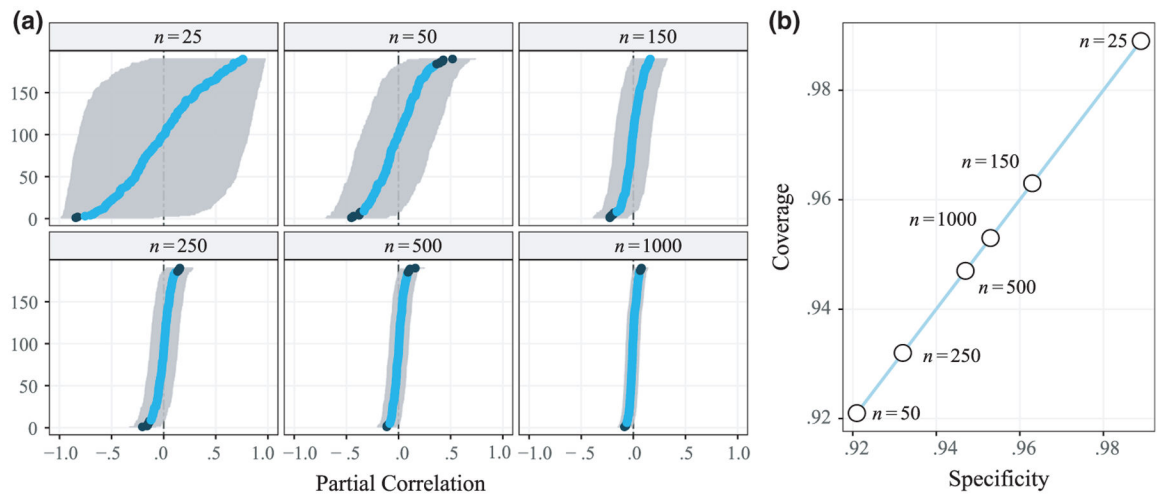 (a)
n = 25
n = 50
n = 150
150
100
50
0
n = 250
n = 500
n = 1000
150
100
50
0
−1.0 −.5 .0 .5 1.0 −1.0 −.5 .0 .5 1.0 −1.0 −.5 .0 .5 1.0
Partial Correlation
(b)
Coverage
.98
.96
.94
.92
n = 25
n = 150
n = 1000
n = 500
n = 250
n = 50
.92 .94 .96 .98
Specificity